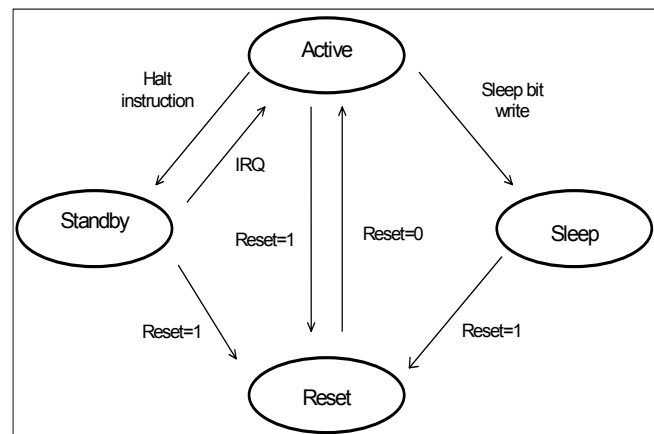 Active
Halt
instruction
Sleep bit
write
IRQ
Standby
Sleep
Reset=1
Reset=0
Reset=1
Reset=1
Reset